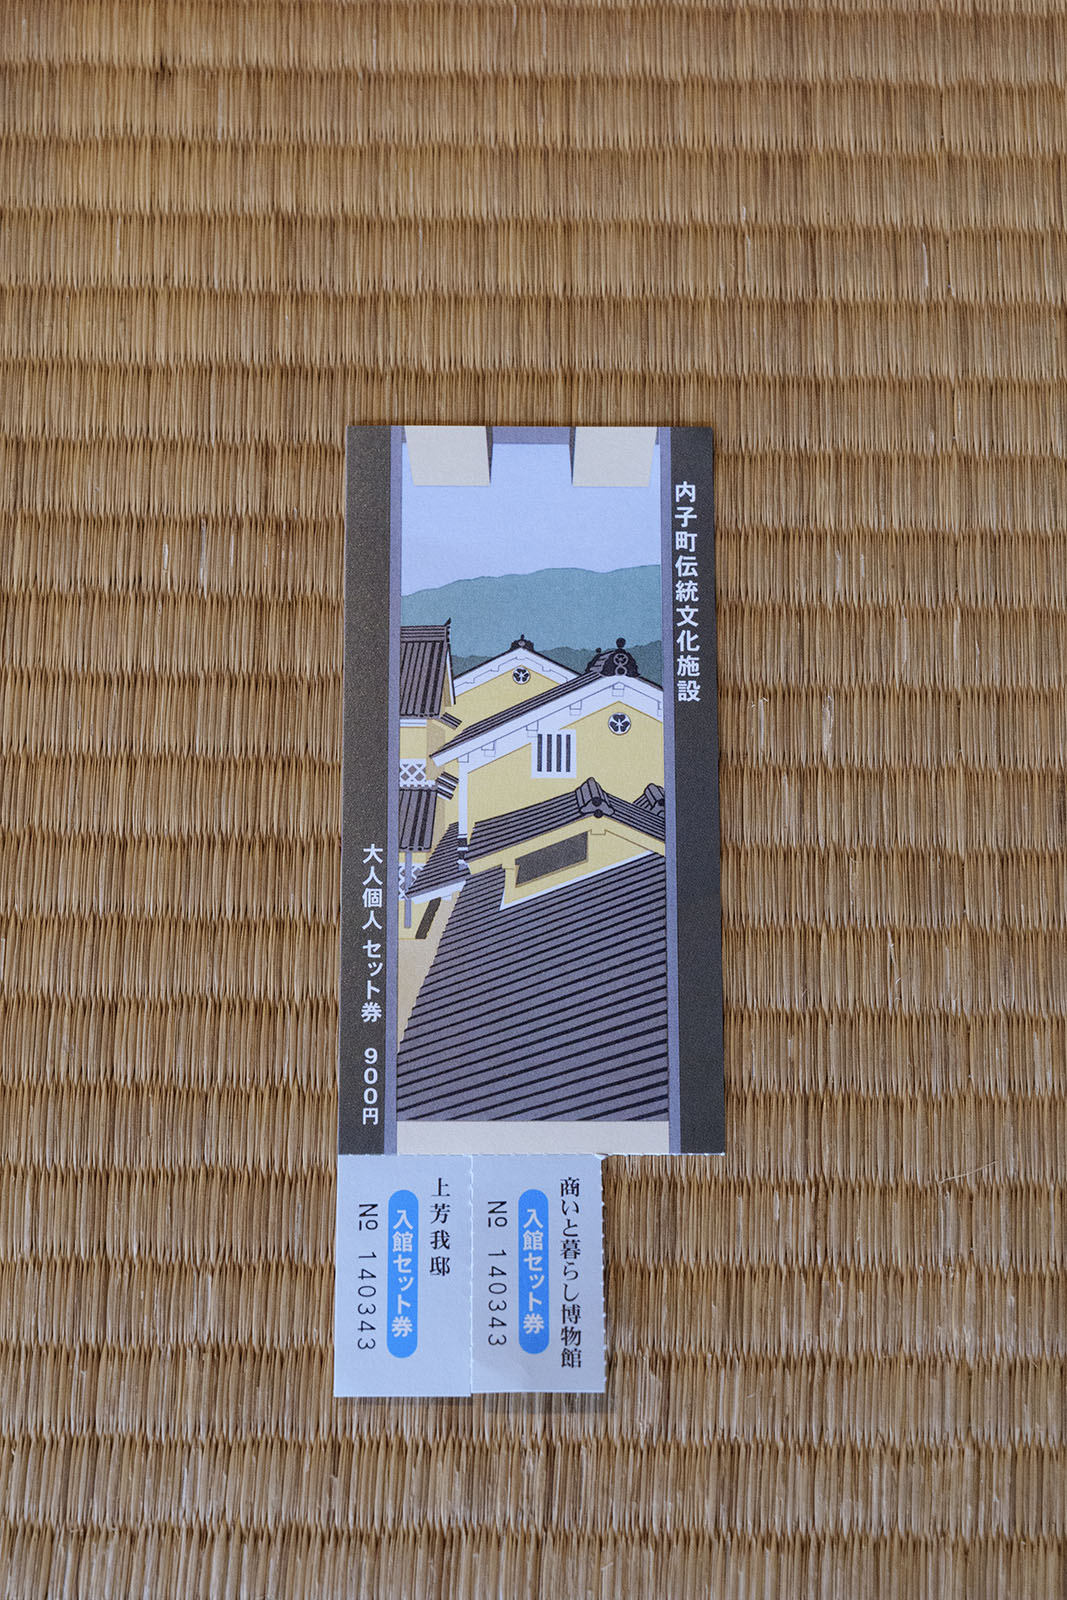 内子町伝統文化施設
大人個人 セット券 900円
商いと暮らし博物館
入館セット券
№ 140343
上芳我邸
入館セット券
№ 140343